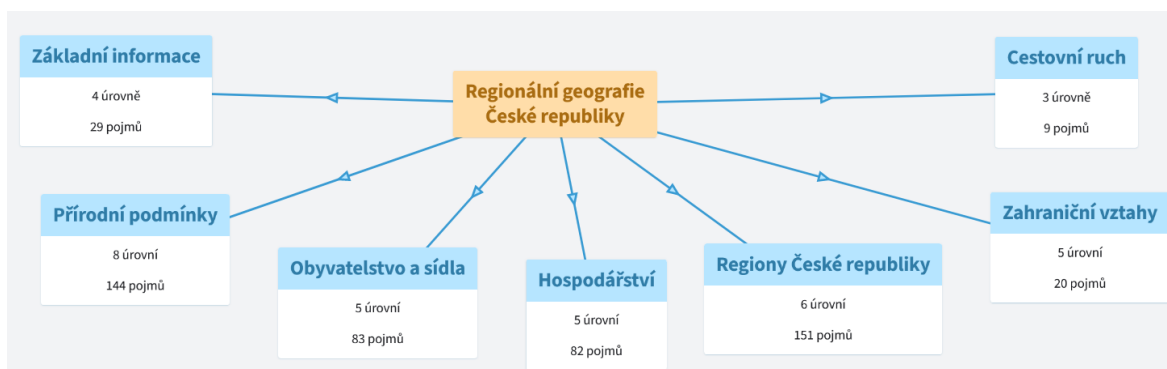 Základní informace
4 úrovně
29 pojmů
Regionální geografie
České republiky
Cestovní ruch
3 úrovně
9 pojmů
Přírodní podmínky
8 úrovní
144 pojmů
Obyvatelstvo a sídla
5 úrovní
83 pojmů
Hospodářství
5 úrovní
82 pojmů
Regiony České republiky
6 úrovní
151 pojmů
Zahraniční vztahy
5 úrovní
20 pojmů